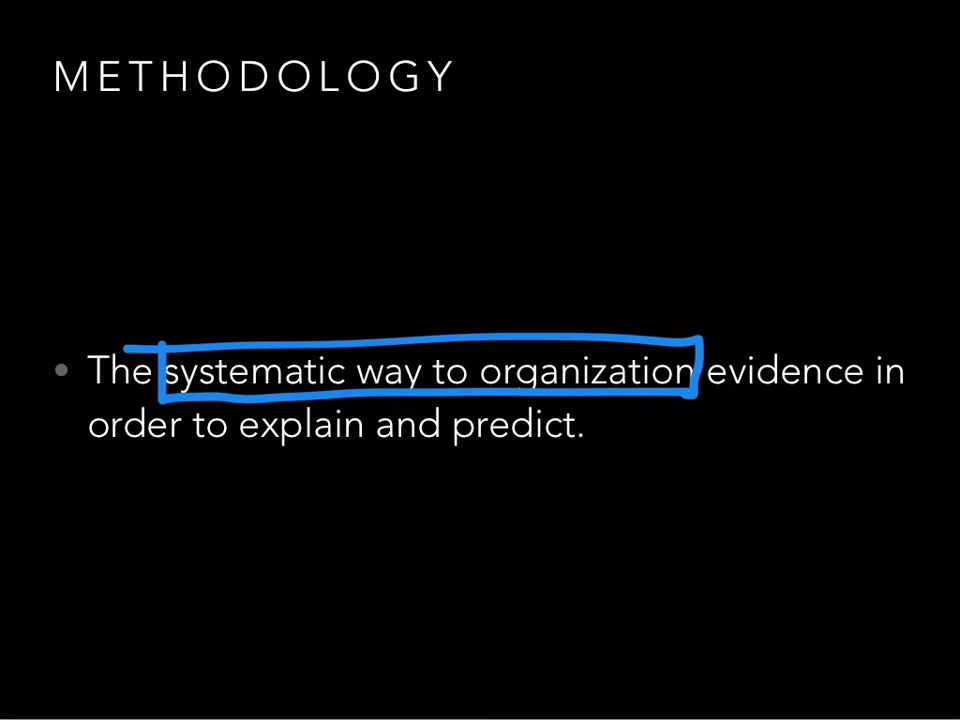 METHODOLOGY
• The systematic way to organization evidence in
order to explain and predict.